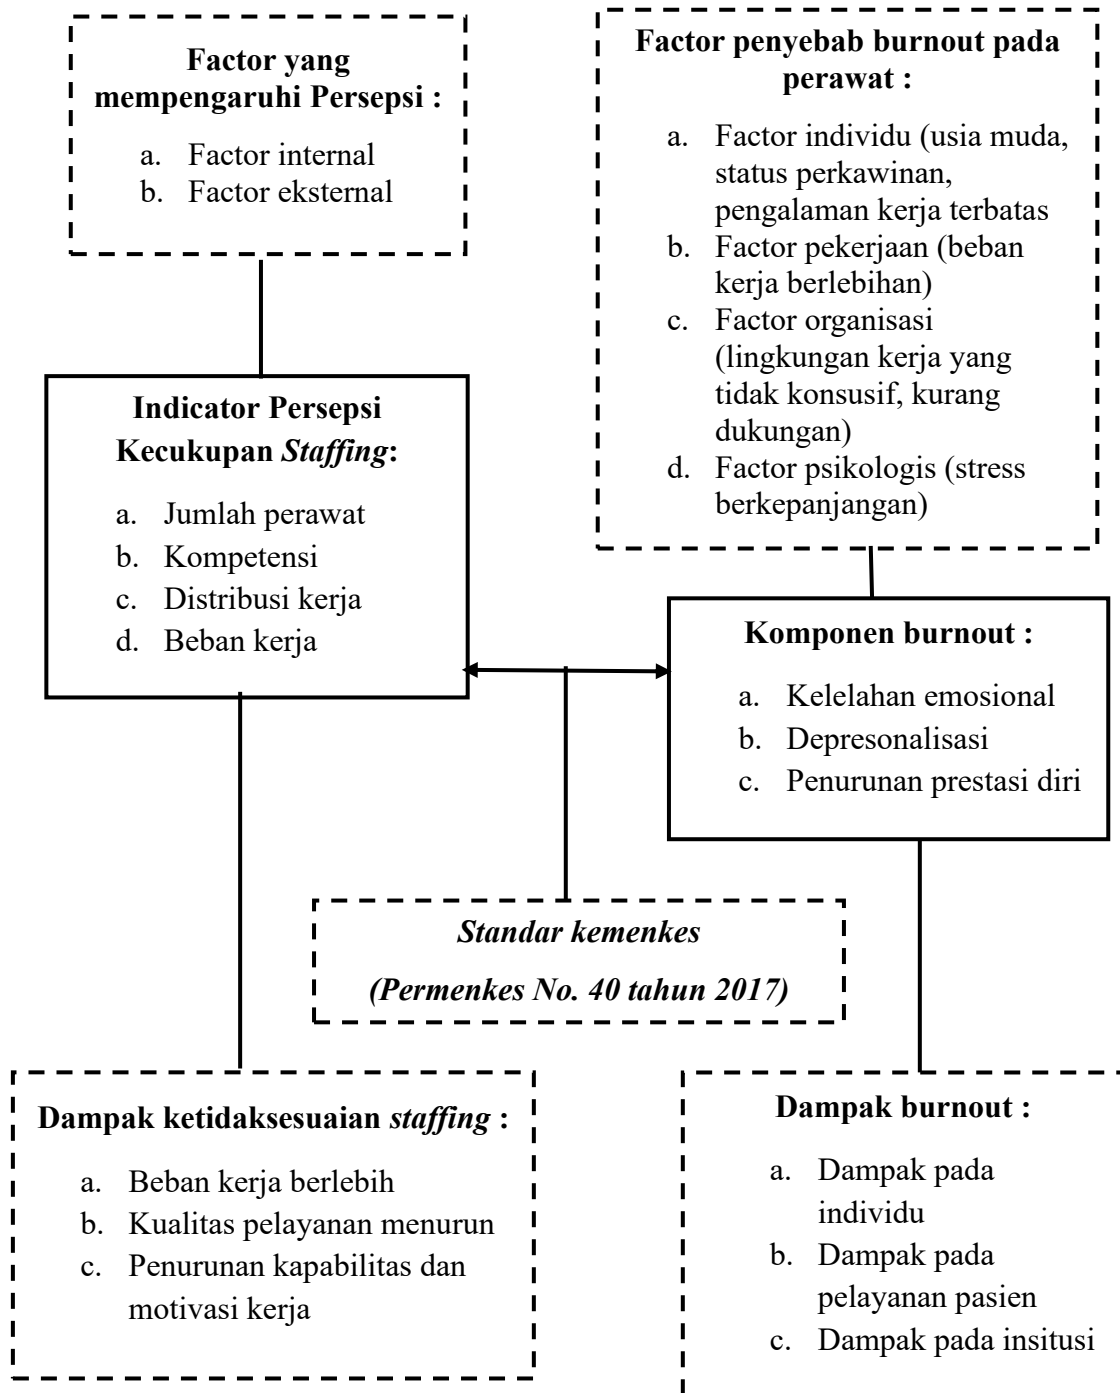 Factor yang
mempengaruhi Persepsi :
a. Factor internal
b. Factor eksternal
Factor penyebab burnout pada
perawat :
a. Factor individu (usia muda,
status perkawinan,
pengalaman kerja terbatas
b. Factor pekerjaan (beban
kerja berlebihan)
c. Factor organisasi
(lingkungan kerja yang
tidak konsusif, kurang
dukungan)
d. Factor psikologis (stress
berkepanjangan)
Indicator Persepsi
Kecukupan Staffing:
a. Jumlah perawat
b. Kompetensi
c. Distribusi kerja
d. Beban kerja
Komponen burnout :
a. Kelelahan emosional
b. Depresonalisasi
c. Penurunan prestasi diri
Standar kemenkes
(Permenkes No. 40 tahun 2017)
Dampak ketidaksesuaian staffing :
a. Beban kerja berlebih
b. Kualitas pelayanan menurun
c. Penurunan kapabilitas dan
motivasi kerja
Dampak burnout :
a. Dampak pada
individu
b. Dampak pada
pelayanan pasien
c. Dampak pada insitusi